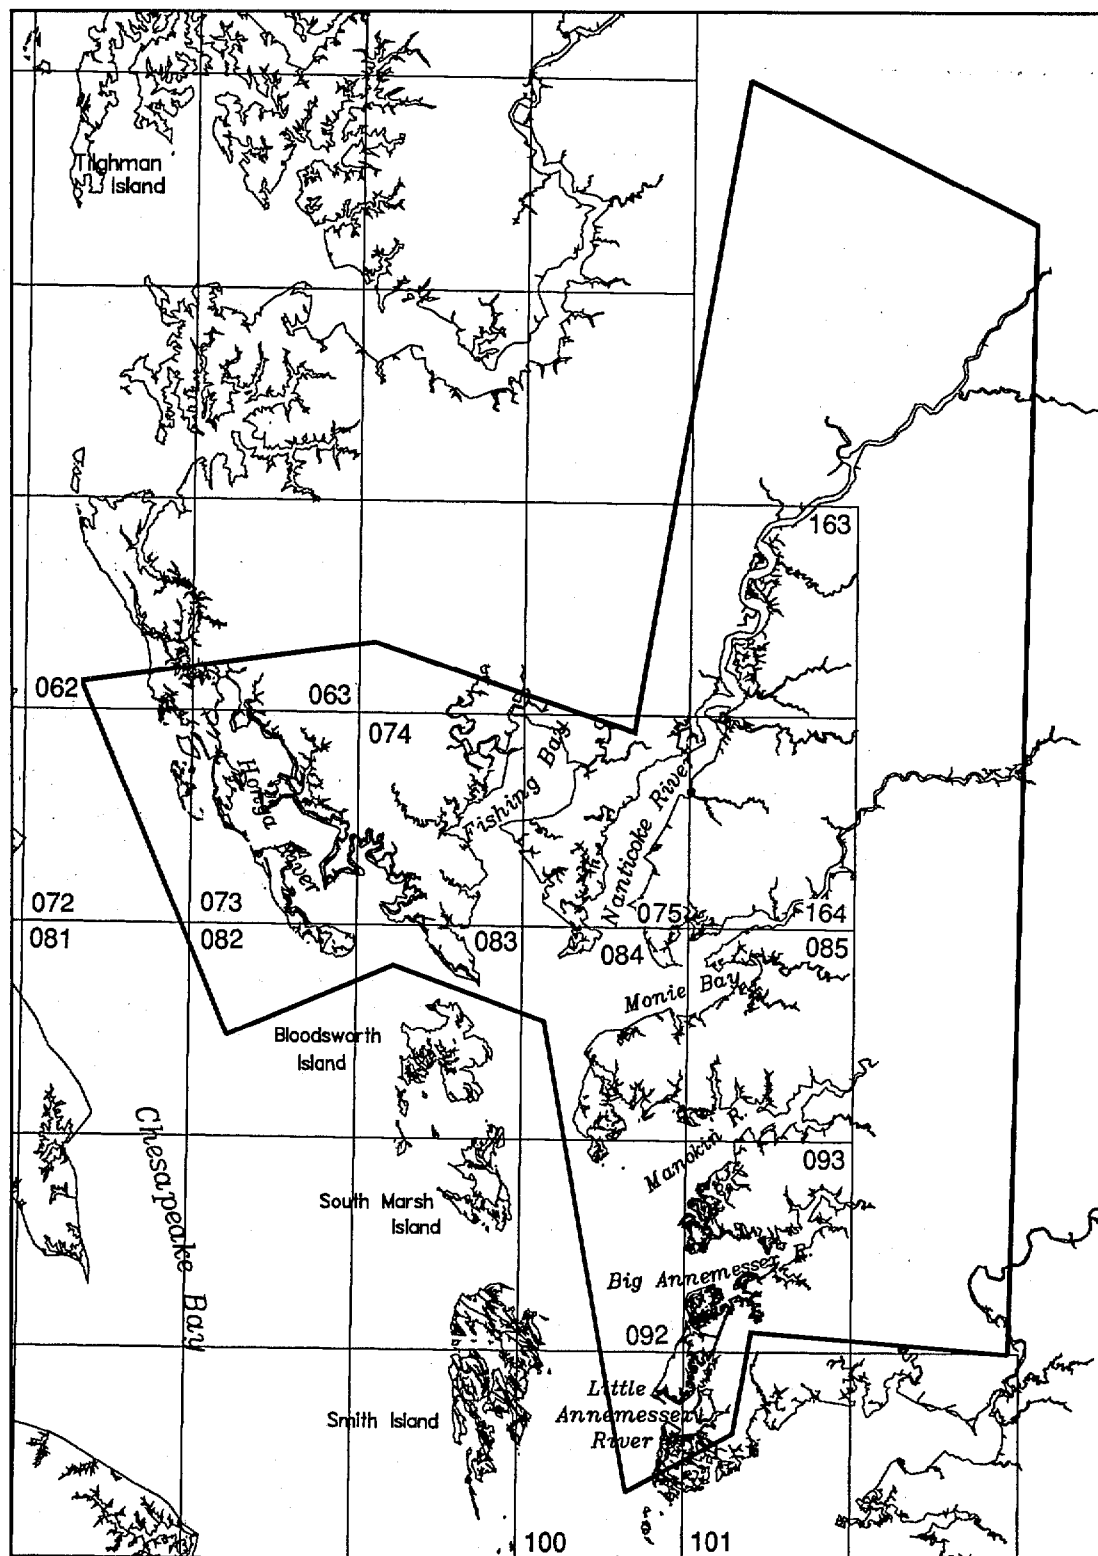 Tilghman
Island
163
062
063
074
Fishing Bay
Honga
River
Nanticoke River
072
073
075
164
081
082
083
084
085
Monie Bay
Bloodsworth
Island
Chesapeake Bay
Manokin R.
093
South Marsh
Island
Big Annemessex R.
092
Little
Annemessex
River
Smith Island
100
101